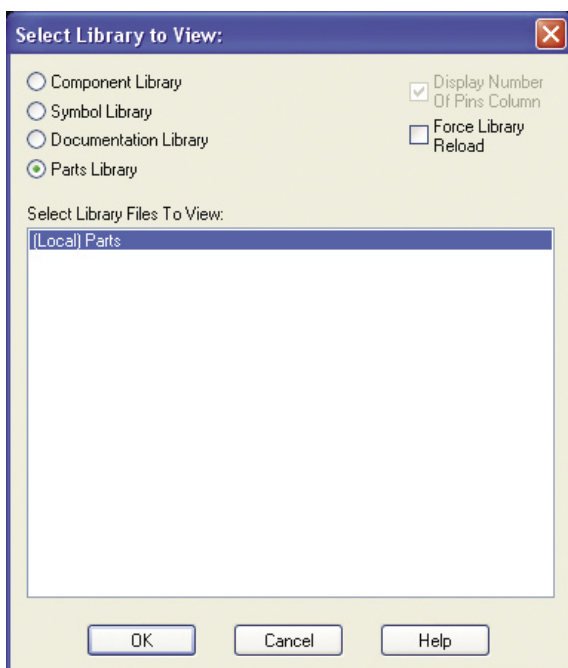 Select Library to View:
Component Library
Symbol Library
Documentation Library
Parts Library
Display Number
Of Pins Column
Force Library
Reload
Select Library Files To View:
(Local) Parts
OK
Cancel
Help